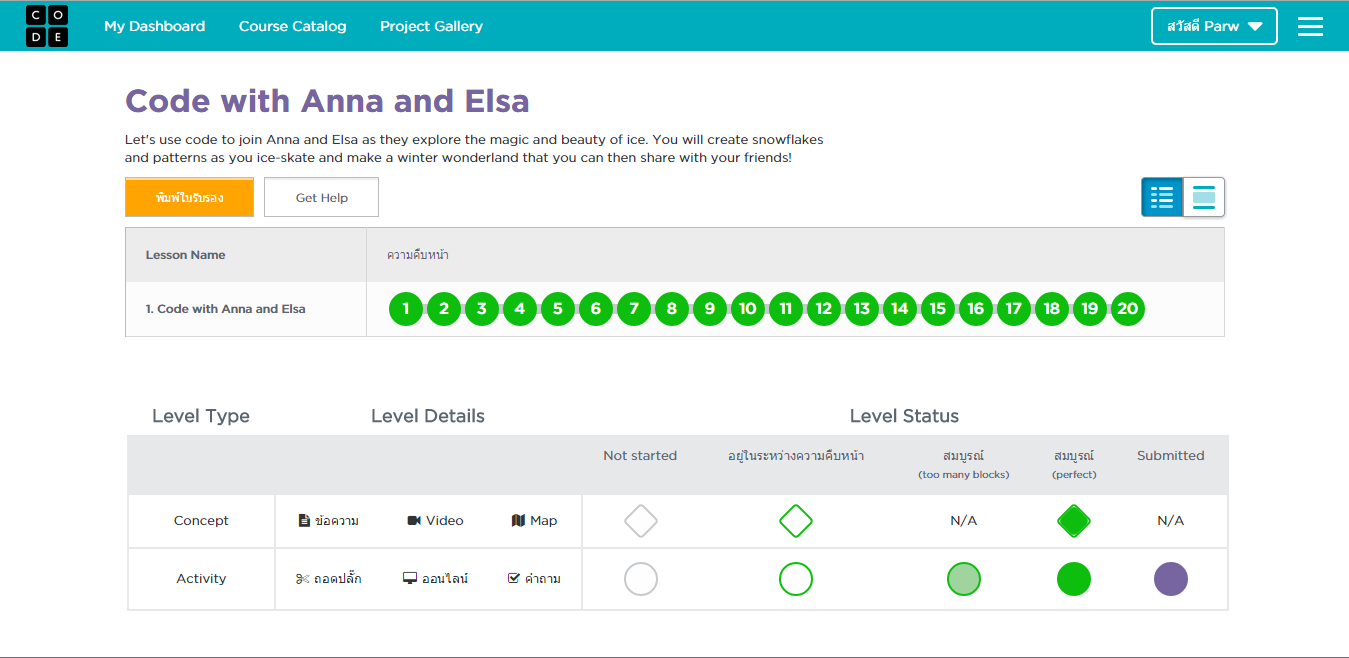 CODE
My Dashboard Course Catalog Project Gallery สวัสดี Parw
Code with Anna and Elsa
Let's use code to join Anna and Elsa as they explore the magic and beauty of ice. You will create snowflakes
and patterns as you ice-skate and make a winter wonderland that you can then share with your friends!
พิมพ์ใบรับรอง Get Help
Lesson Name ความคืบหน้า
1. Code with Anna and Elsa 1 2 3 4 5 6 7 8 9 10 11 12 13 14 15 16 17 18 19 20
Level Type Level Details Level Status
Not started อยู่ในระหว่างความคืบหน้า สมบูรณ์ สมบูรณ์ Submitted
(too many blocks) (perfect)
Concept ข้อความ Video Map N/A N/A
Activity ถอดปลั๊ก ออนไลน์ คำถาม